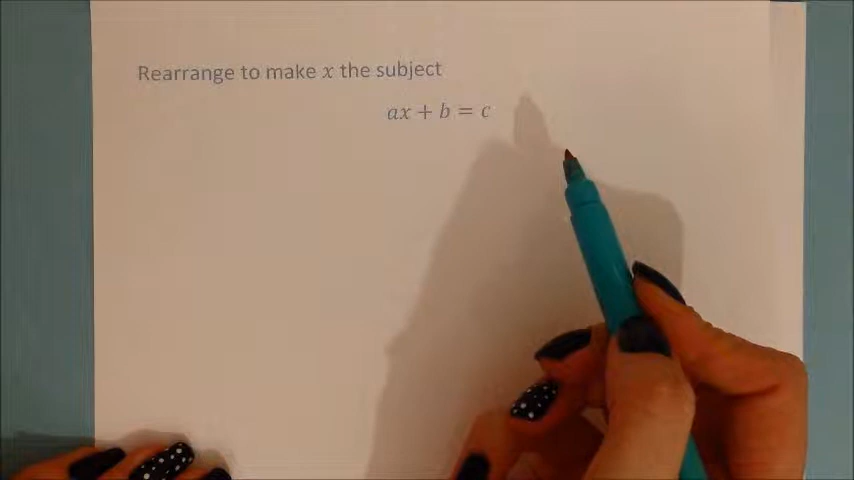 Rearrange to make x the subject
ax + b = c